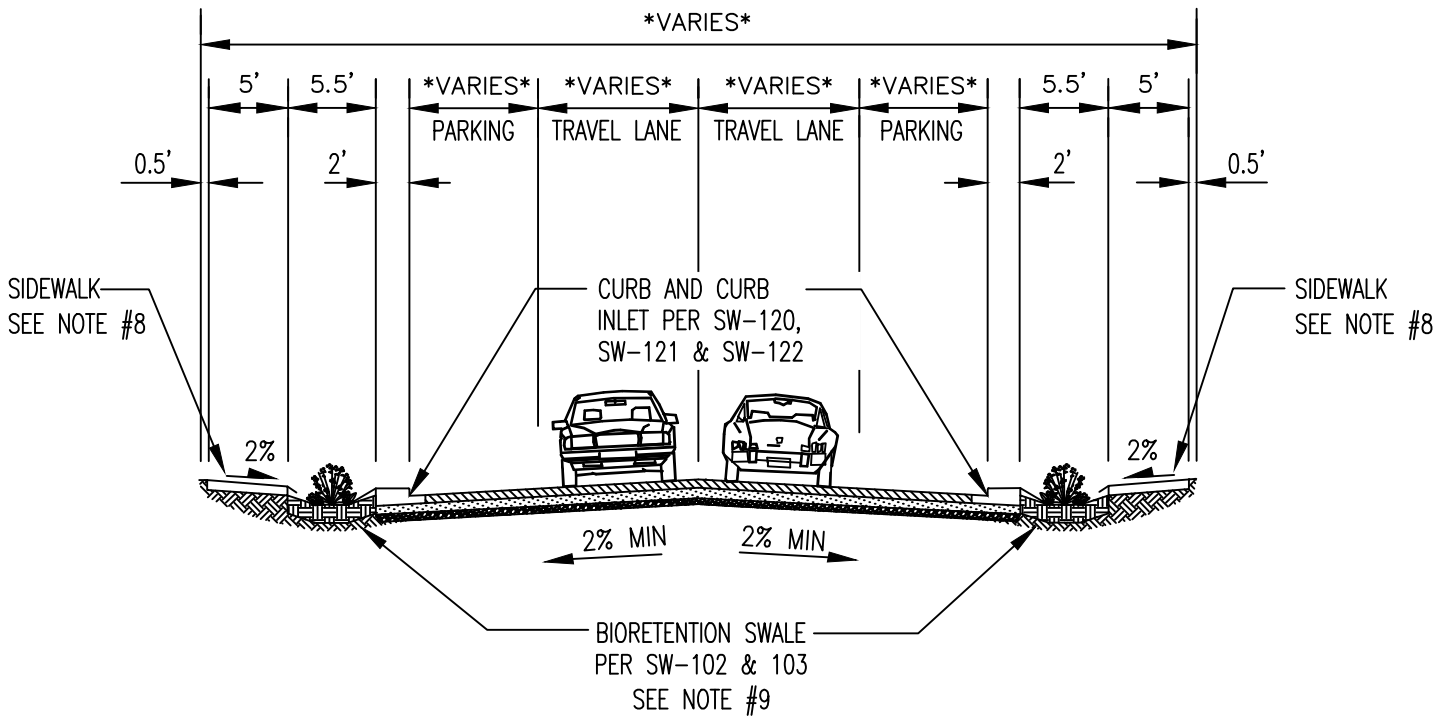 *VARIES*
5' 5.5' *VARIES* *VARIES* *VARIES* *VARIES* 5.5' 5'
PARKING TRAVEL LANE TRAVEL LANE PARKING
0.5' 2' 2' 0.5'
SIDEWALK
SEE NOTE #8
CURB AND CURB
INLET PER SW-120,
SW-121 & SW-122
SIDEWALK
SEE NOTE #8
2% 2%
2% MIN 2% MIN
BIORETENTION SWALE
PER SW-102 & 103
SEE NOTE #9